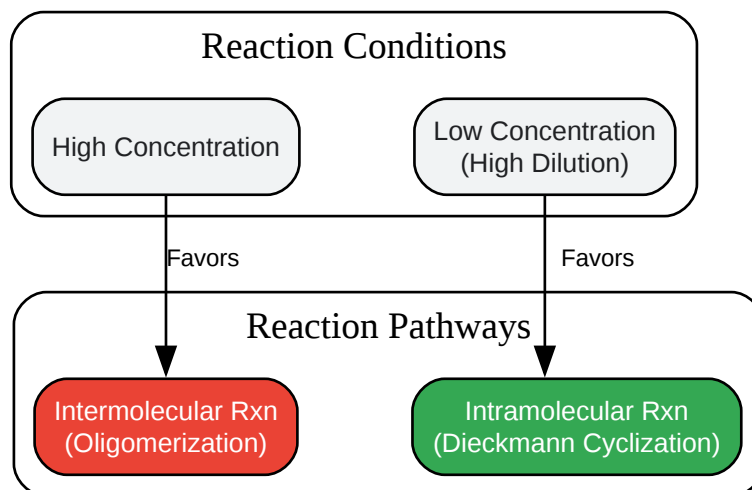 Reaction Conditions
High Concentration
Low Concentration
(High Dilution)
Favors
Favors
Reaction Pathways
Intermolecular Rxn
(Oligomerization)
Intramolecular Rxn
(Dieckmann Cyclization)